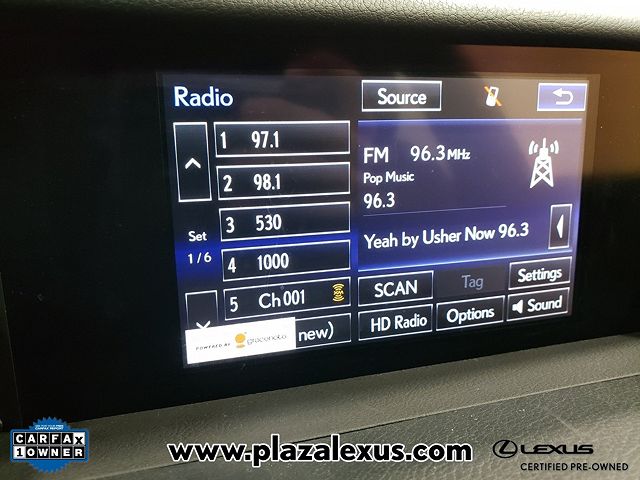 Radio
Source
1 97.1
2 98.1
3 530
4 1000
5 Ch 001
new)
Set
1/6
FM 96.3 MHz
Pop Music
96.3
Yeah by Usher Now 96.3
SCAN
Tag
Settings
HD Radio
Options
Sound
POWERED BY gracenote.
CARFAX
1 OWNER
www.plazalexus.com
LEXUS
CERTIFIED PRE-OWNED